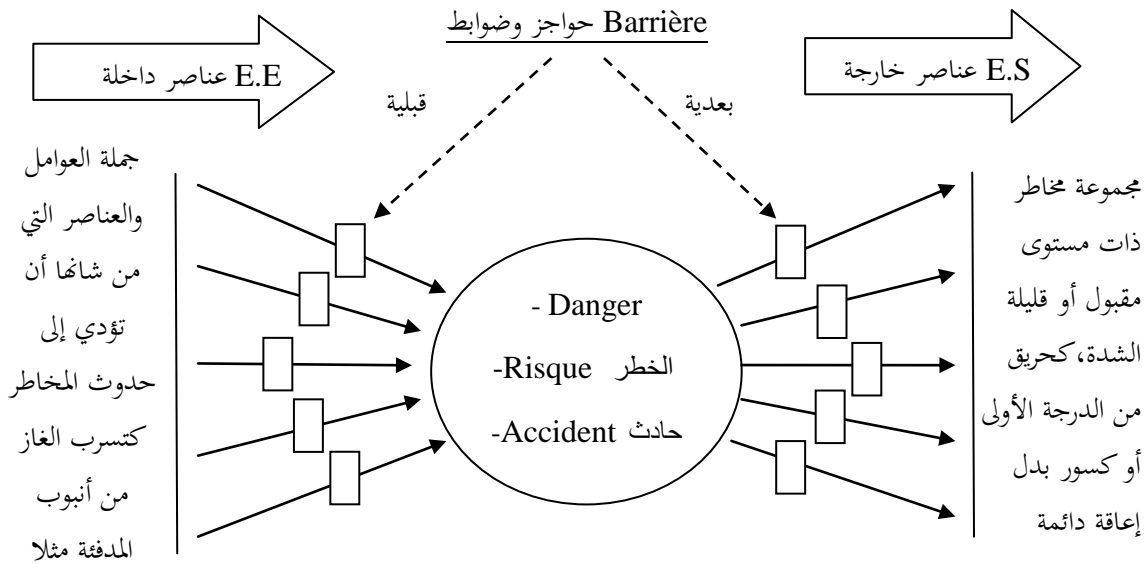 حواجز وضوابط Barrière
E.E عناصر داخلة
E.S عناصر خارجة
قبلية
بعدية
جملة العوامل
والعناصر التي
من شانها أن
تؤدي إلى
حدوث المخاطر
كتسرب الغاز
من أنبوب
المدفئة مثلا
- Danger
الخطر Risque-
حادث Accident-
مجموعة مخاطر
ذات مستوى
مقبول أو قليلة
الشدة،كحريق
من الدرجة الأولى
أو كسور بدل
إعاقة دائمة